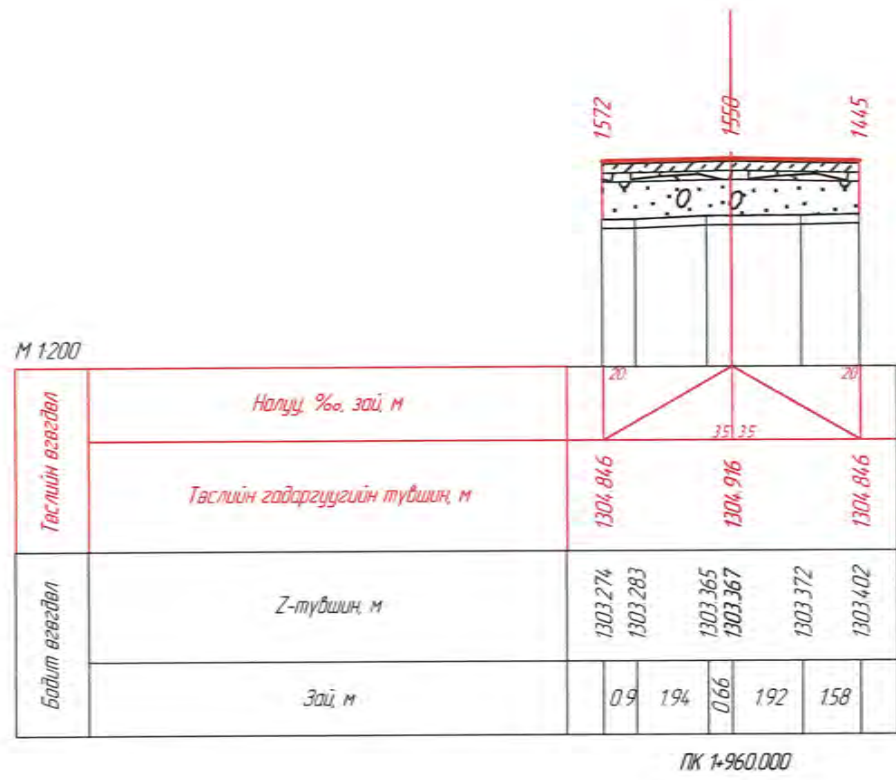 1572 1550 1445
М 1:200
Төслийн өгөгдөл
Налуу, ‰, зай, м
20 20
35 35
Төслийн гадаргуугийн түвшин, м
1304.846 1304.916 1304.846
Бодит өгөгдөл
Z-түвшин, м
1303.274 1303.283 1303.365 1303.367 1303.372 1303.402
Зай, м
0.9 1.94 0.66 1.92 1.58
ПК 1+960.000